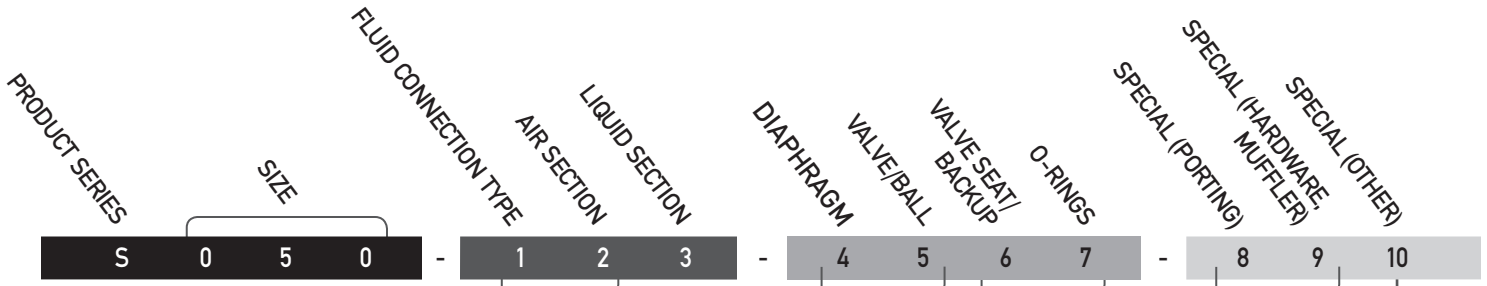 PRODUCT SERIES
SIZE
FLUID CONNECTION TYPE
AIR SECTION
LIQUID SECTION
DIAPHRAGM
VALVE/BALL
VALVE SEAT/
BACKUP
O-RINGS
SPECIAL (PORTING)
SPECIAL (HARDWARE,
MUFFLER)
SPECIAL (OTHER)
S 0 5 0 - 1 2 3 - 4 5 6 7 - 8 9 10